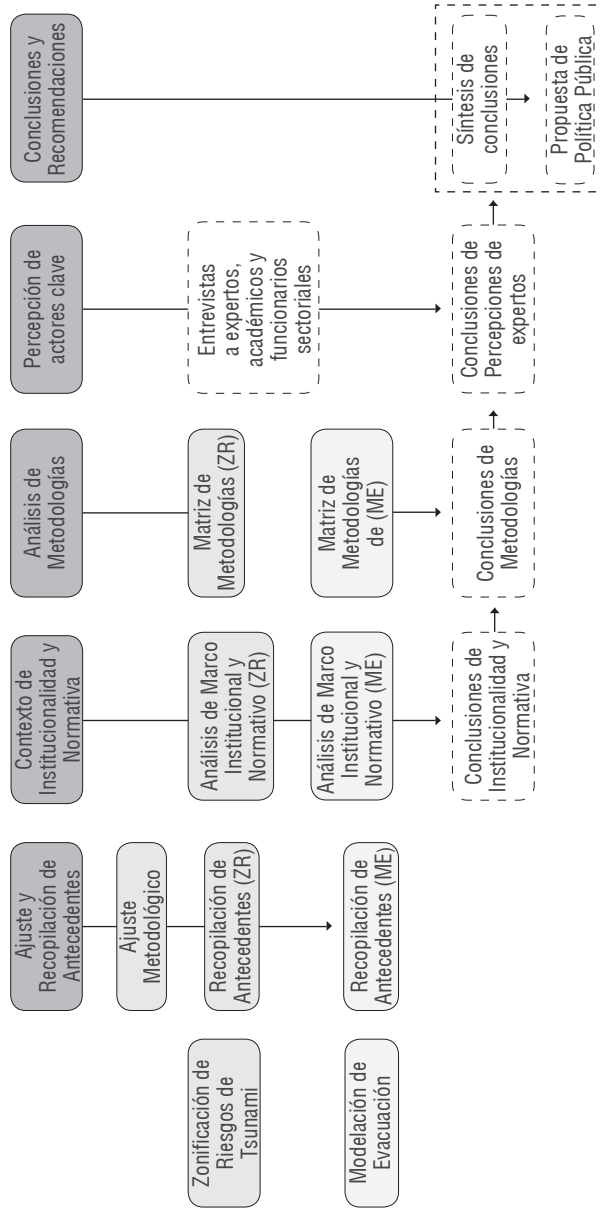 Ajuste y
Recopilación de
Antecedentes
Contexto de
Institucionalidad y
Normativa
Análisis de
Metodologías
Percepción de
actores clave
Conclusiones y
Recomendaciones
Ajuste
Metodológico
Zonificación de
Riesgos de
Tsunami
Recopilación de
Antecedentes (ZR)
Análisis de Marco
Institucional y
Normativo (ZR)
Matriz de
Metodologías (ZR)
Entrevistas
a expertos,
académicos y
funcionarios
sectoriales
Modelación de
Evacuación
Recopilación de
Antecedentes (ME)
Análisis de Marco
Institucional y
Normativo (ME)
Matriz de
Metodologías
de (ME)
Conclusiones de
Institucionalidad y
Normativa
Conclusiones de
Metodologías
Conclusiones de
Percepciones de
expertos
Síntesis de
conclusiones
Propuesta de
Política Pública